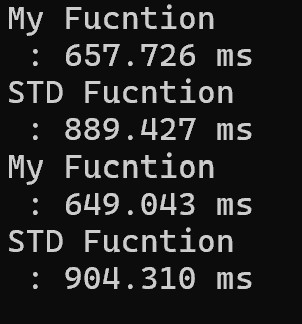 My Fucntion
 : 657.726 ms
STD Fucntion
 : 889.427 ms
My Fucntion
 : 649.043 ms
STD Fucntion
 : 904.310 ms